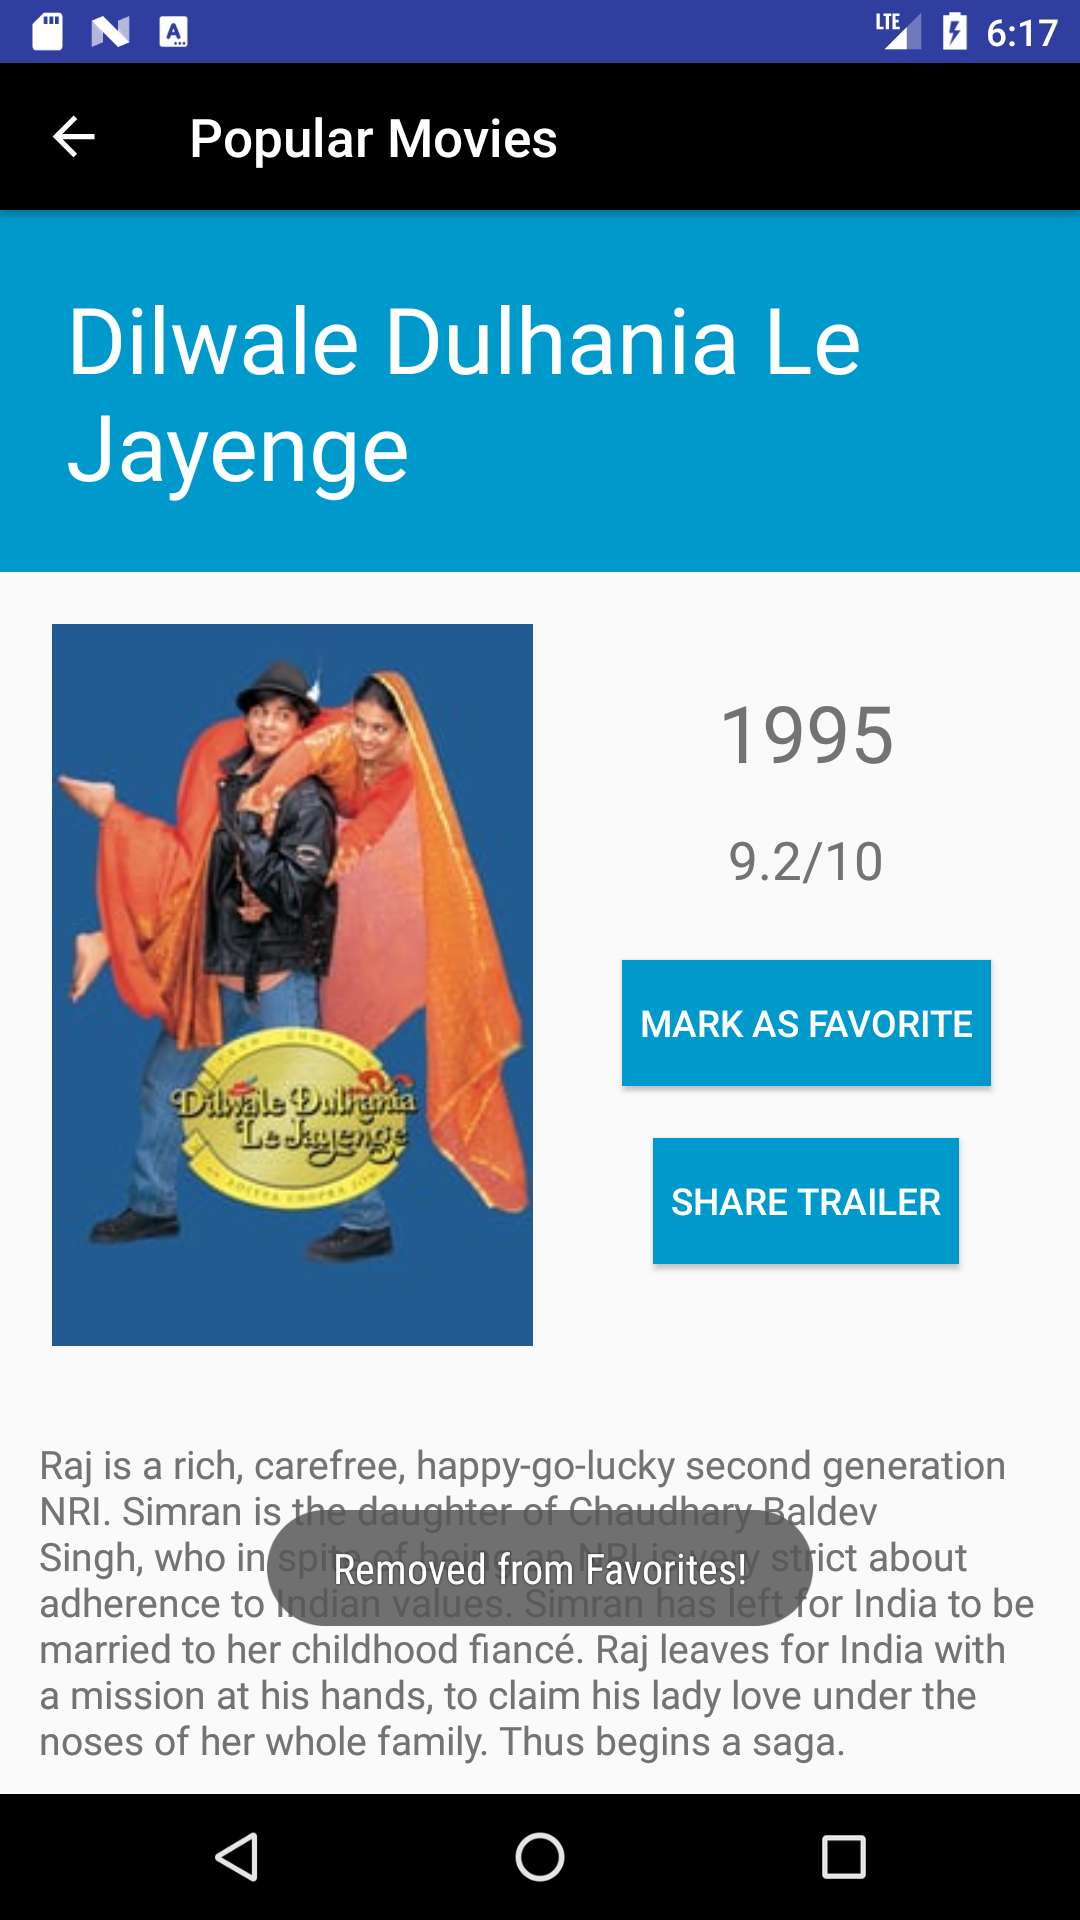 LTE 6:17
Popular Movies
Dilwale Dulhania Le
Jayenge
1995
9.2/10
MARK AS FAVORITE
SHARE TRAILER
Dilwale Dulhania
Le Jayenge
Raj is a rich, carefree, happy-go-lucky second generation
NRI. Simran is the daughter of Chaudhary Baldev
Singh, who in spite of being an NRI is very strict about
adherence to Indian values. Simran has left for India to be
married to her childhood fiancé. Raj leaves for India with
a mission at his hands, to claim his lady love under the
noses of her whole family. Thus begins a saga.
Removed from Favorites!